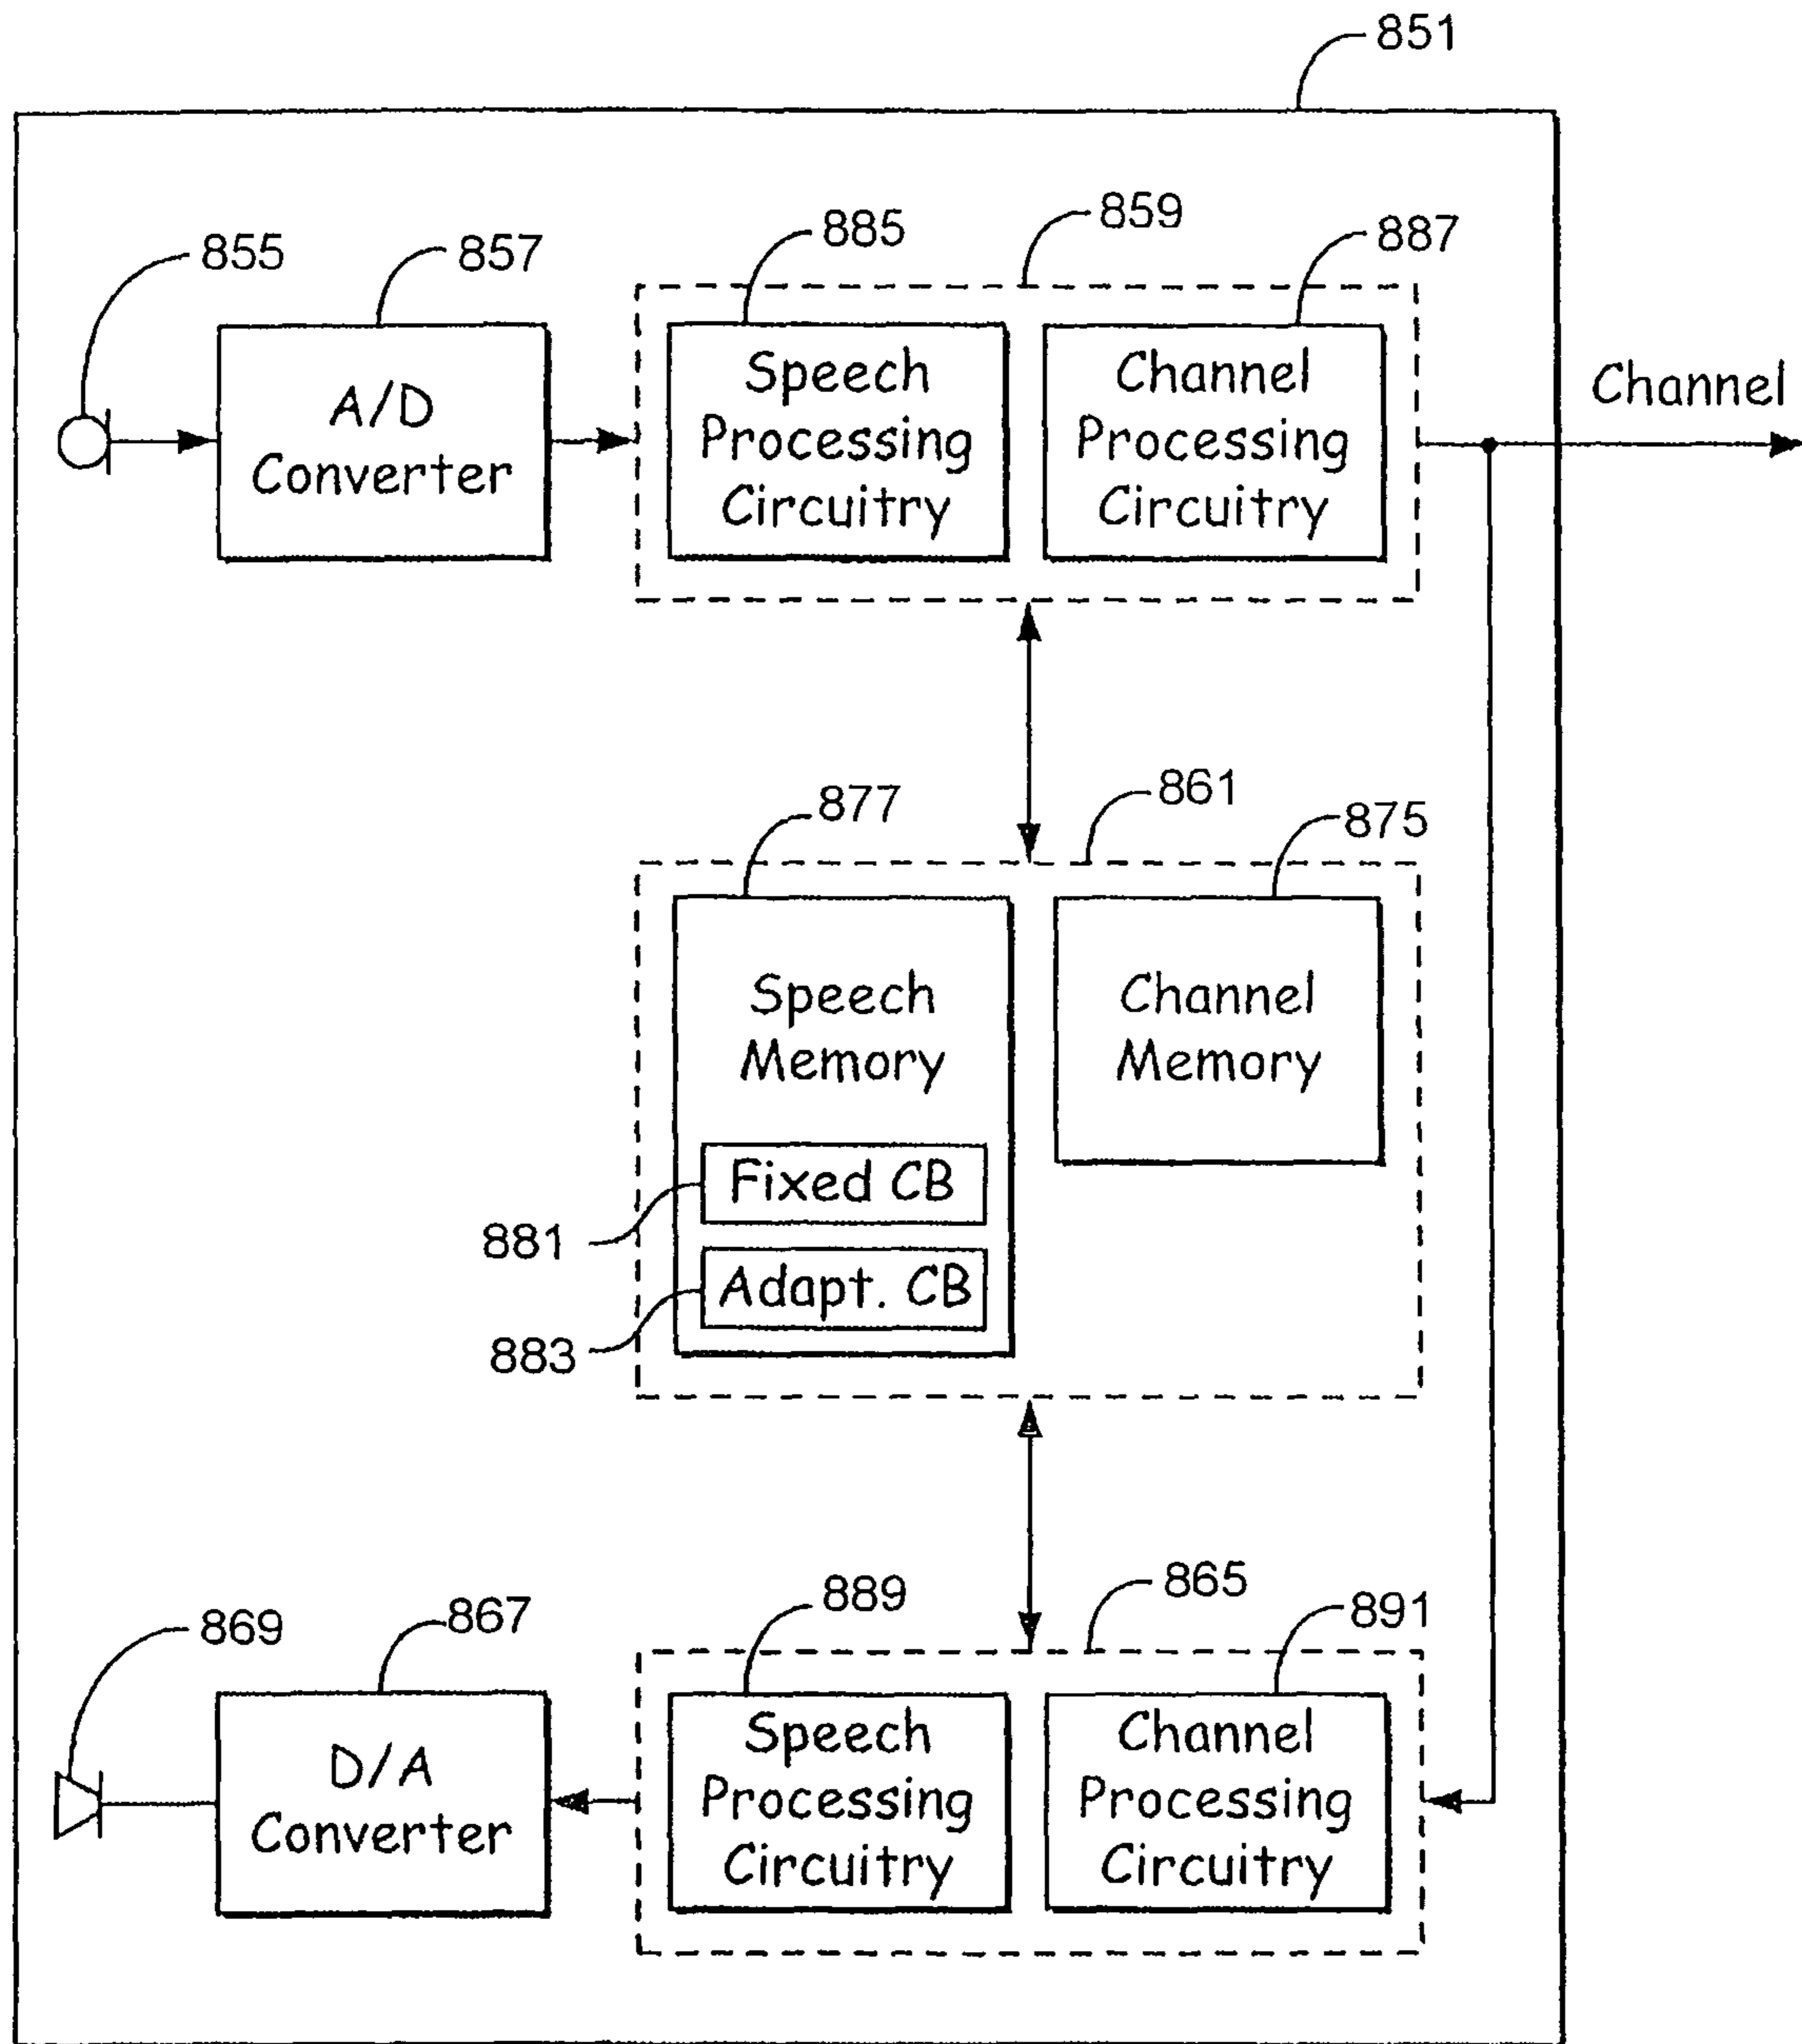 851
859
885
887
855
857
A/D
Converter
Speech
Processing
Circuitry
Channel
Processing
Circuitry
Channel
861
877
875
Speech
Memory
Channel
Memory
Fixed CB
881
Adapt. CB
883
865
889
891
869
867
D/A
Converter
Speech
Processing
Circuitry
Channel
Processing
Circuitry